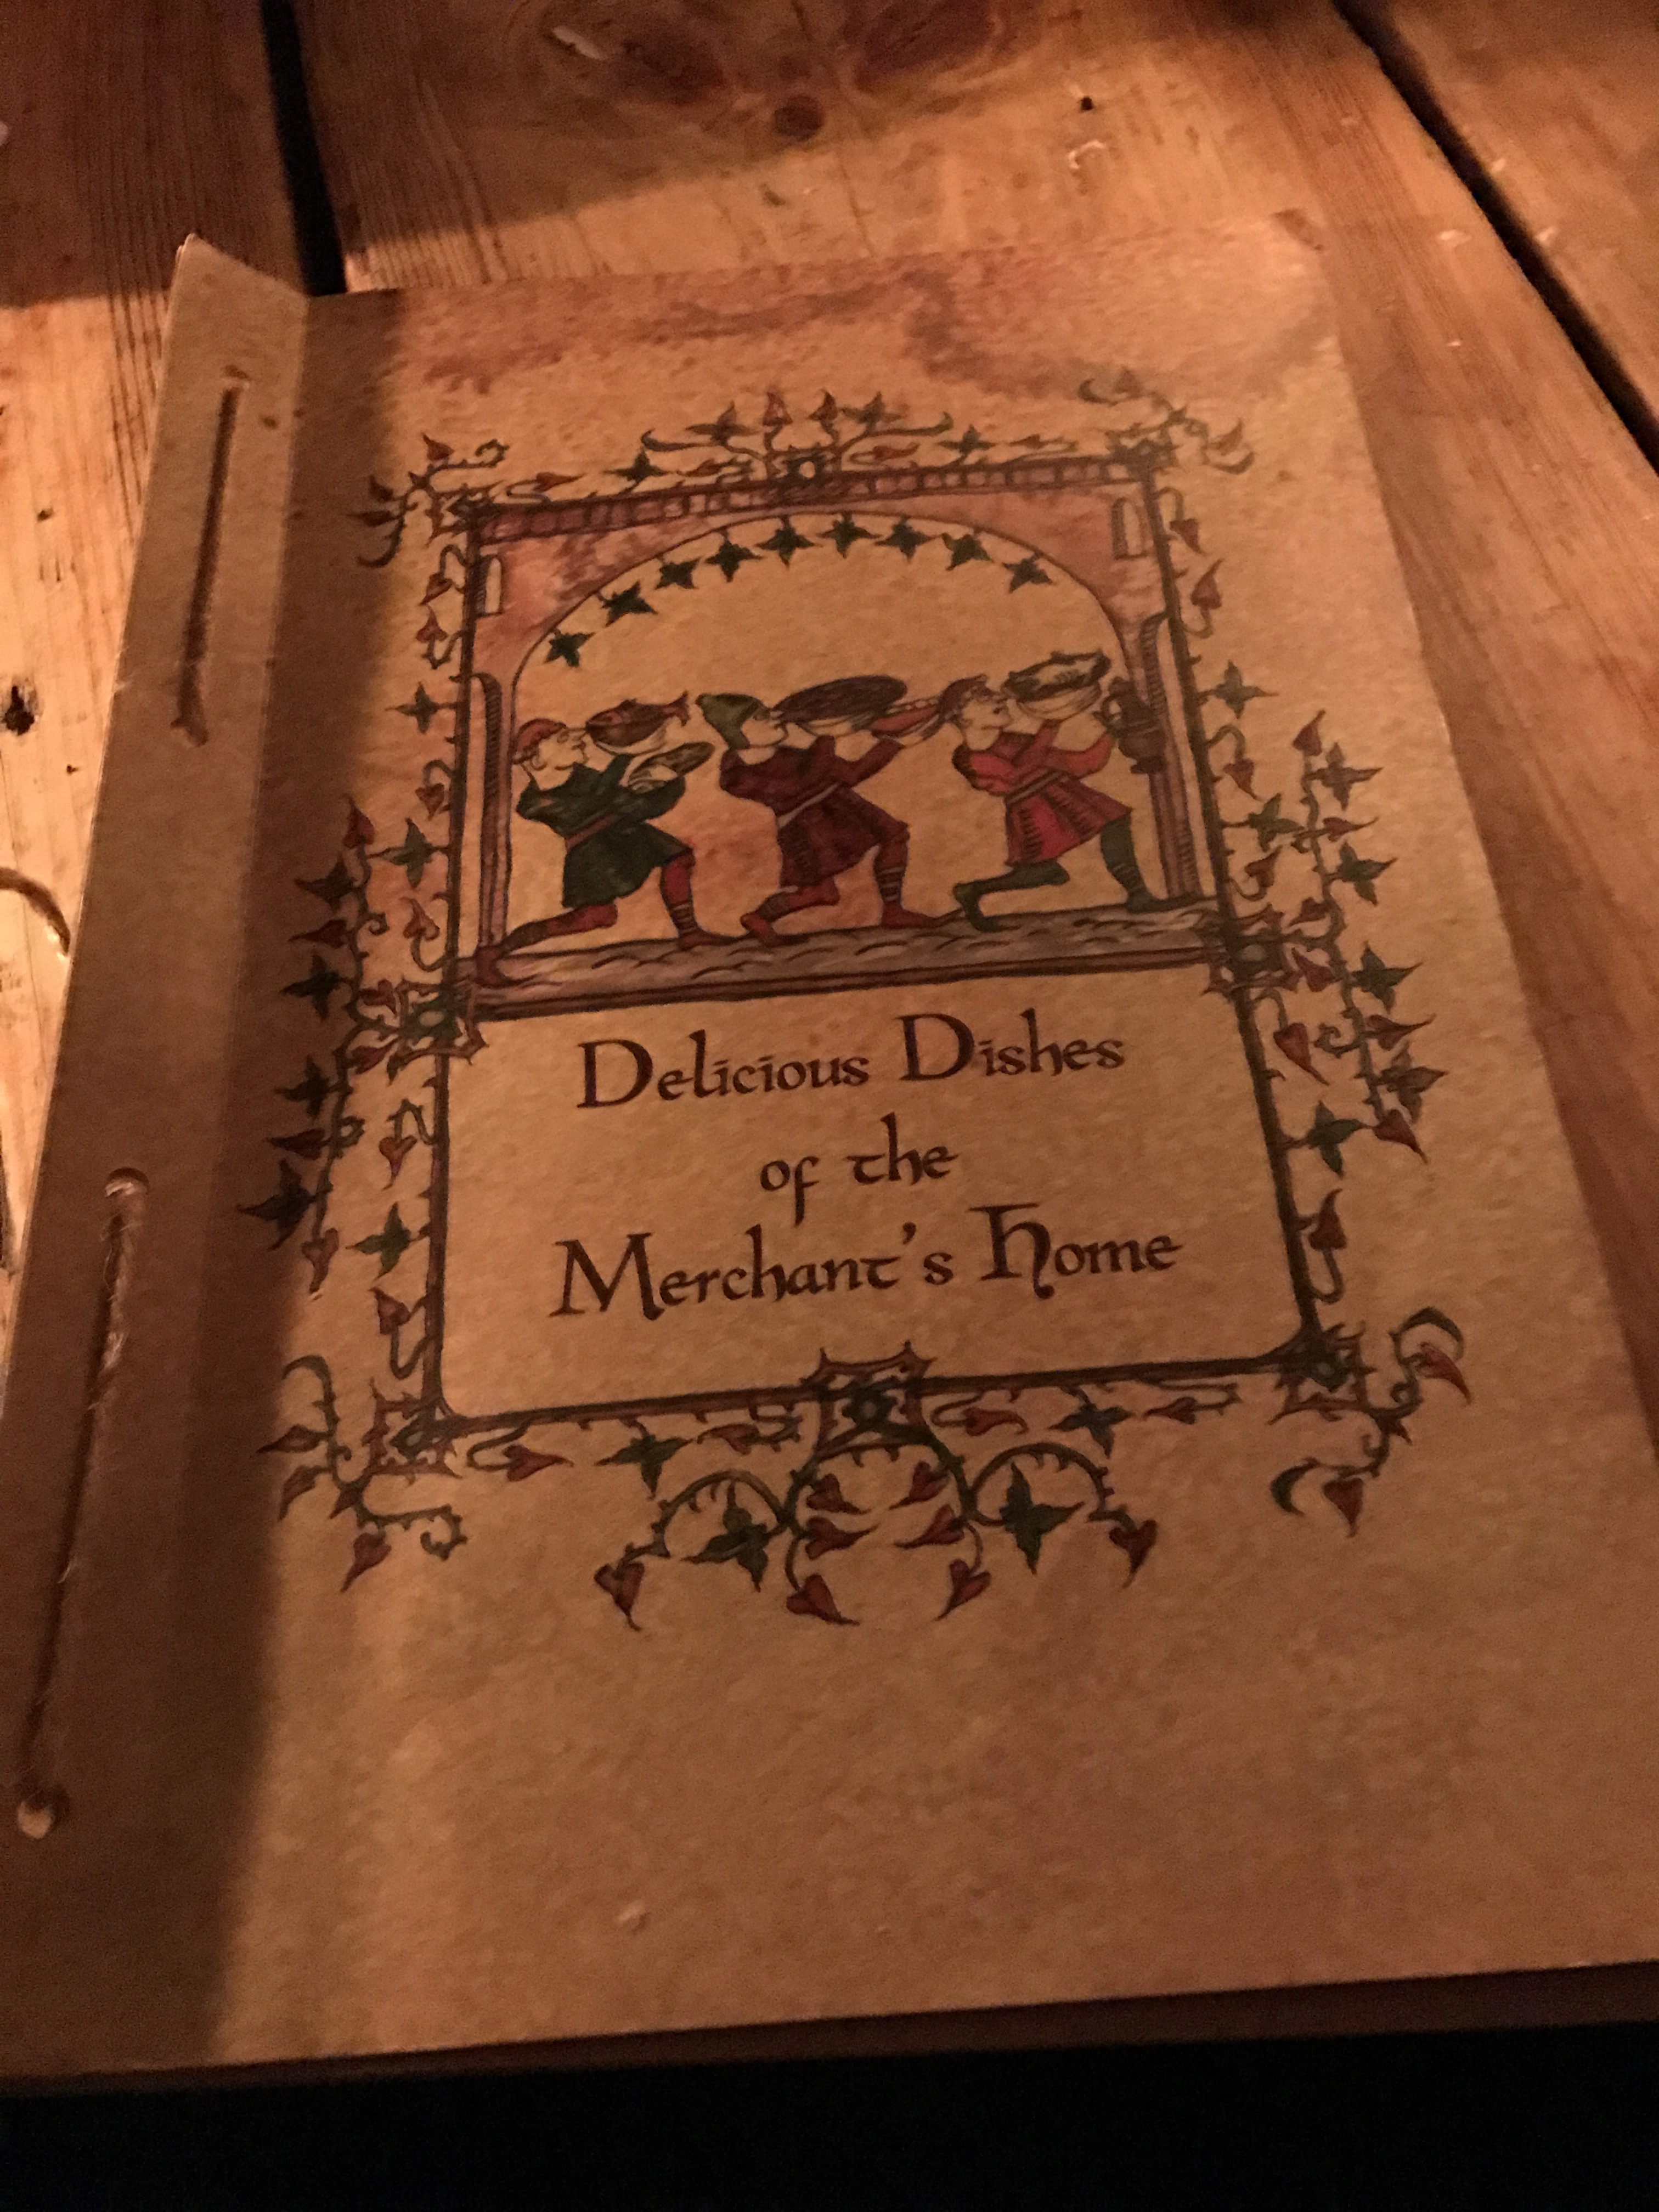 Delicious Dishes
of the
Merchant's Home